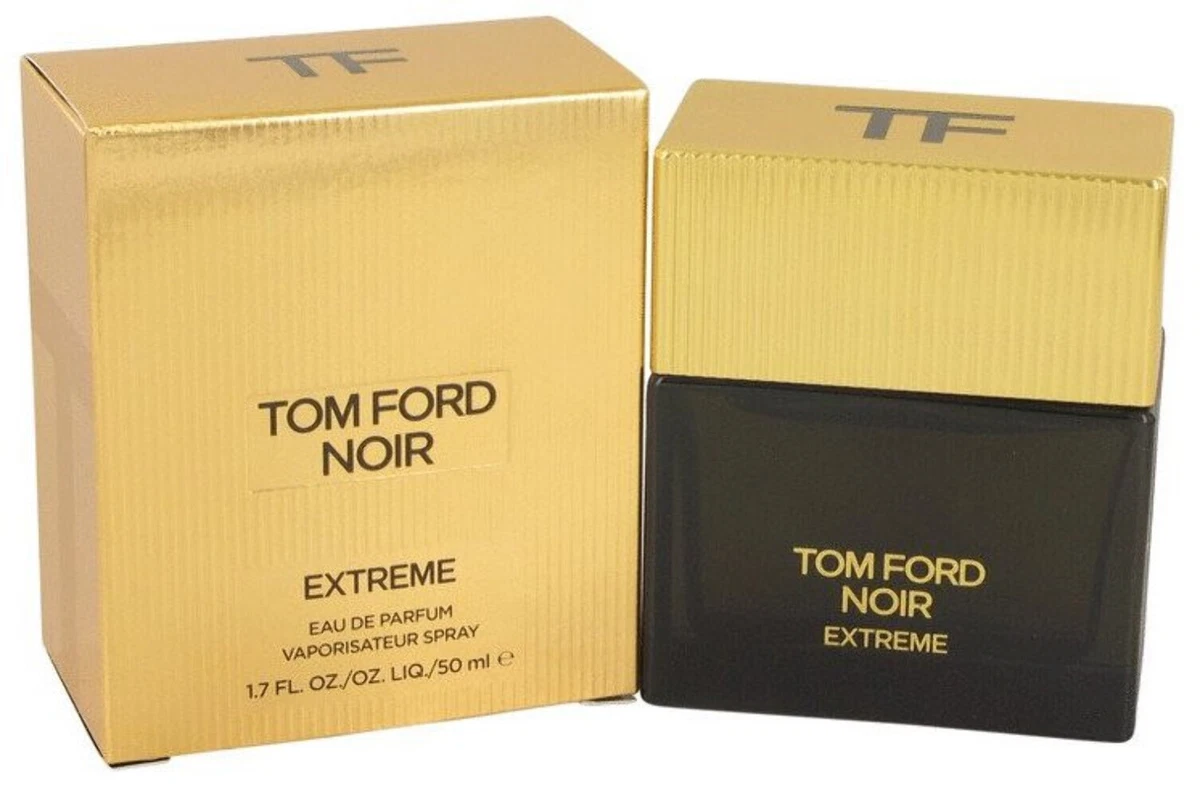 TF
TOM FORD
NOIR
EXTREME
EAU DE PARFUM
VAPORISATEUR SPRAY
1.7 FL. OZ./OZ. LIQ./50 ml ℮
TF
TOM FORD
NOIR
EXTREME